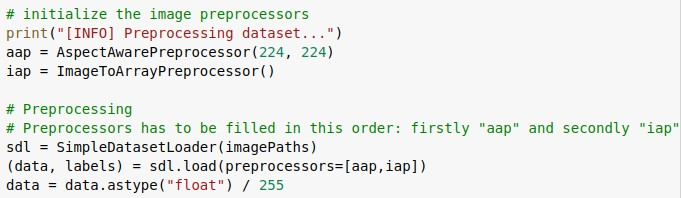 # initialize the image preprocessors
print("[INFO] Preprocessing dataset...")
aap = AspectAwarePreprocessor(224, 224)
iap = ImageToArrayPreprocessor()
# Preprocessing
# Preprocessors has to be filled in this order: firstly "aap" and secondly "iap"
sdl = SimpleDatasetLoader(imagePaths)
(data, labels) = sdl.load(preprocessors=[aap,iap])
data = data.astype("float") / 255